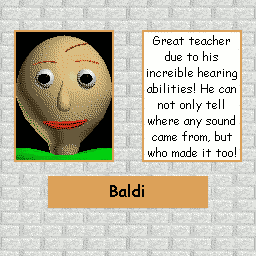 Great teacher
due to his
increible hearing
abilities! He can
not only tell
where any sound
came from, but
who made it too!
Baldi